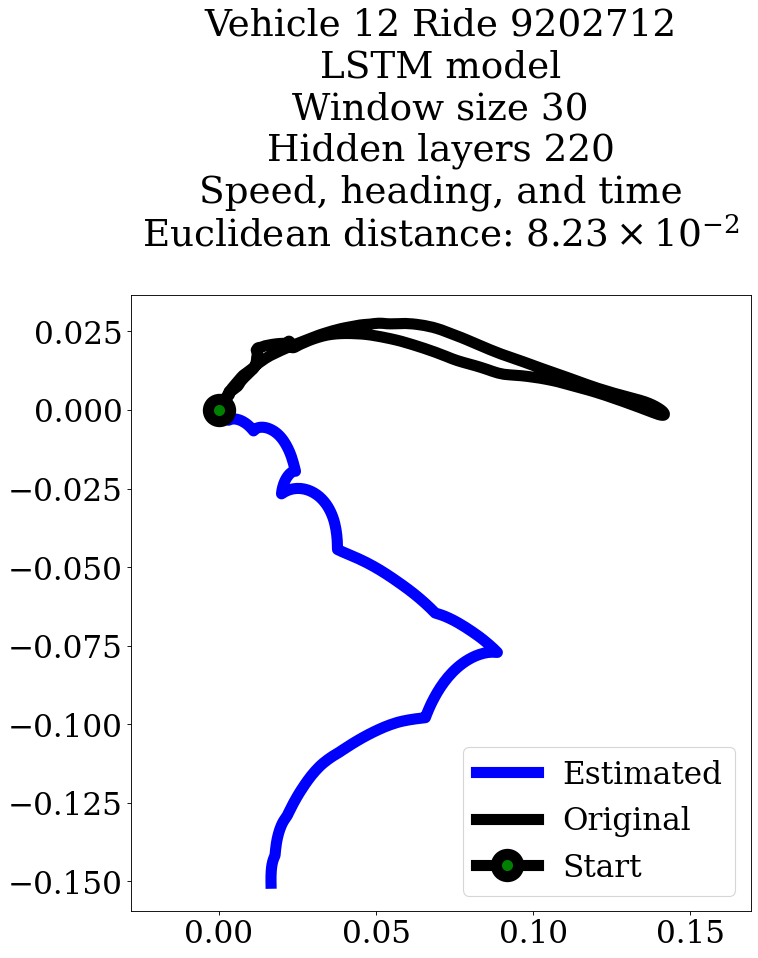 Vehicle 12 Ride 9202712
LSTM model
Window size 30
Hidden layers 220
Speed, heading, and time
Euclidean distance: 8.23 × 10⁻²
0.025
0.000
−0.025
−0.050
−0.075
−0.100
−0.125
−0.150
Estimated
Original
Start
0.00 0.05 0.10 0.15